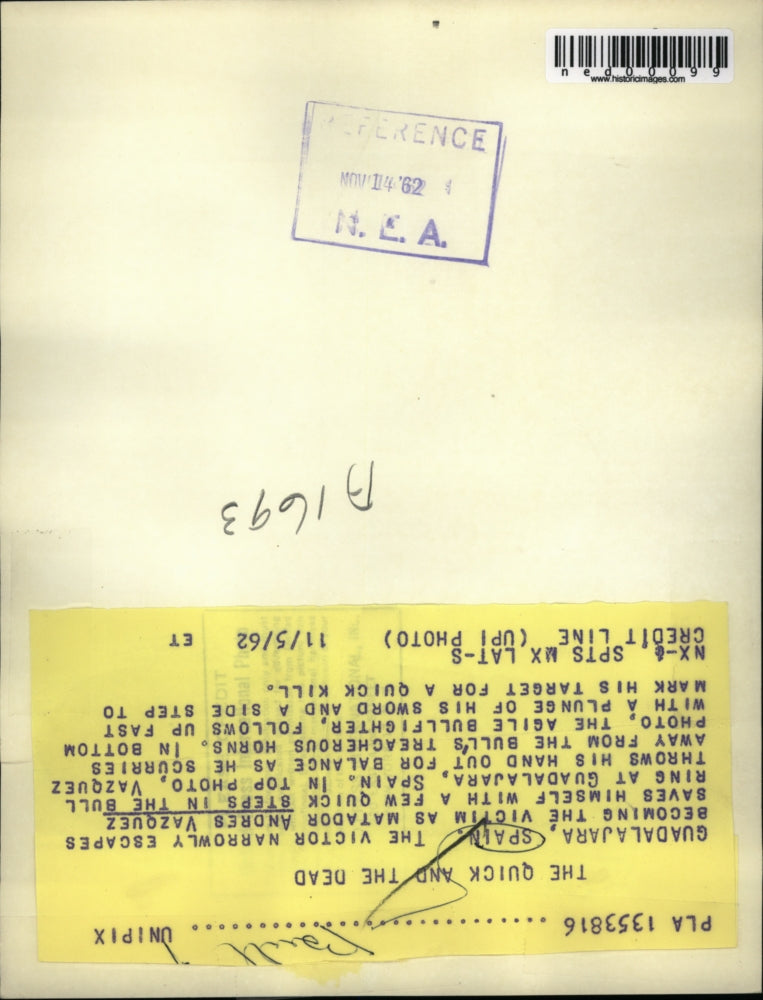 ned00099
www.historicimages.com
REFERENCE
NOV 14 '62
N. E. A.
A1693
PLA 1353816 .......................... UNIPIX
THE QUICK AND THE DEAD
GUADALAJARA, SPAIN. THE VICTOR NARROWLY ESCAPES
BECOMING THE VICTIM AS MATADOR ANDRES VAZQUEZ
SAVES HIMSELF WITH A FEW QUICK STEPS IN THE BULL
RING AT GUADALAJARA, SPAIN. IN TOP PHOTO, VAZQUEZ
THROWS HIS HAND OUT FOR BALANCE AS HE SCURRIES
AWAY FROM THE BULL'S TREACHEROUS HORNS. IN BOTTOM
PHOTO, THE AGILE BULLFIGHTER, FOLLOWS UP FAST
WITH A PLUNGE OF HIS SWORD AND A SIDE STEP TO
MARK HIS TARGET FOR A QUICK KILL.
NX-& SPTS MX LAT-S
CREDIT LINE (UPI PHOTO) 11/5/62 ET